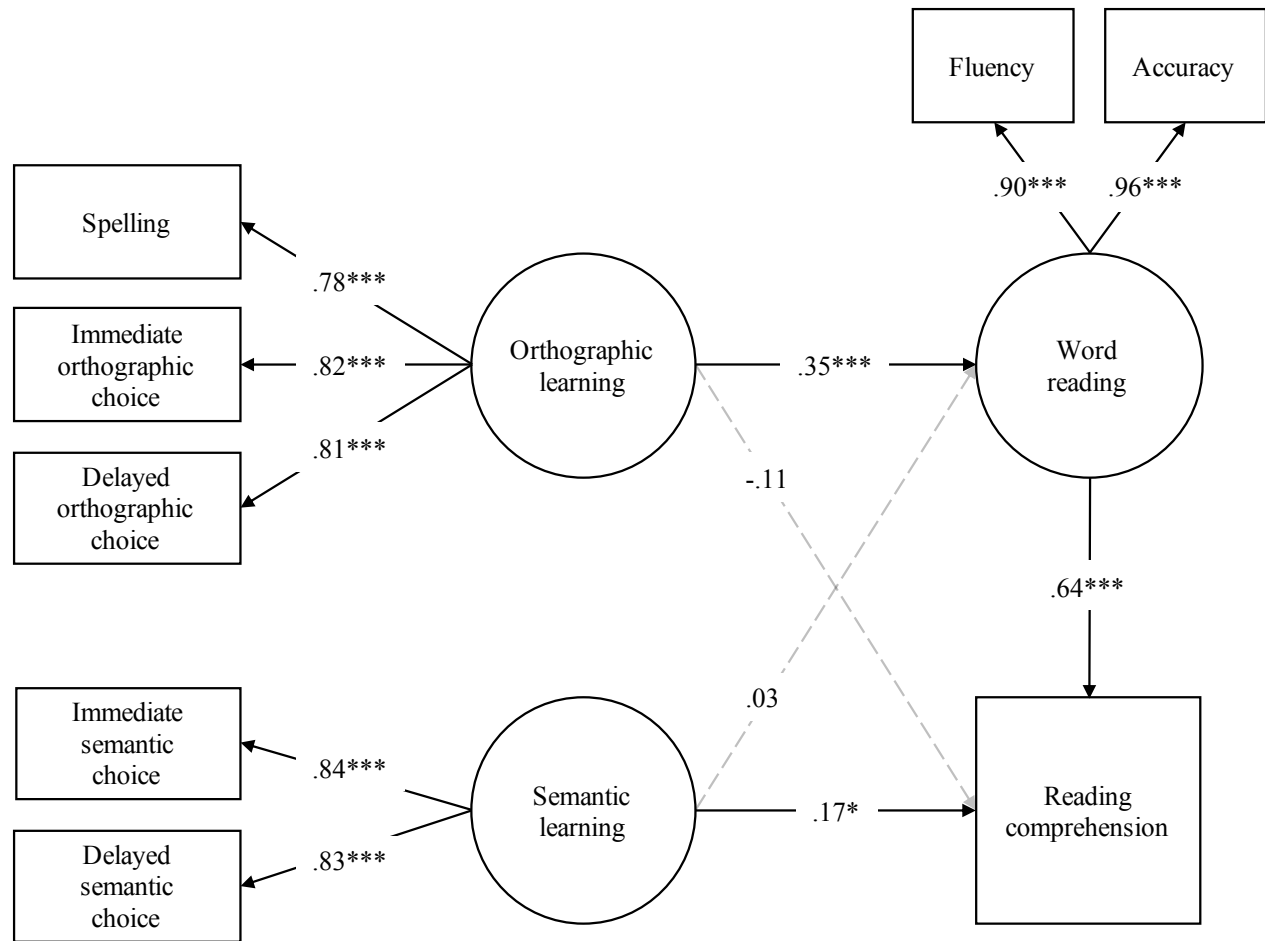 Fluency
Accuracy
.90***
.96***
Spelling
.78***
Immediate
orthographic
choice
.82***
Orthographic
learning
.35***
Word
reading
Delayed
orthographic
choice
.81***
-.11
.64***
Immediate
semantic
choice
.84***
.03
Semantic
learning
.17*
Reading
comprehension
Delayed
semantic
choice
.83***